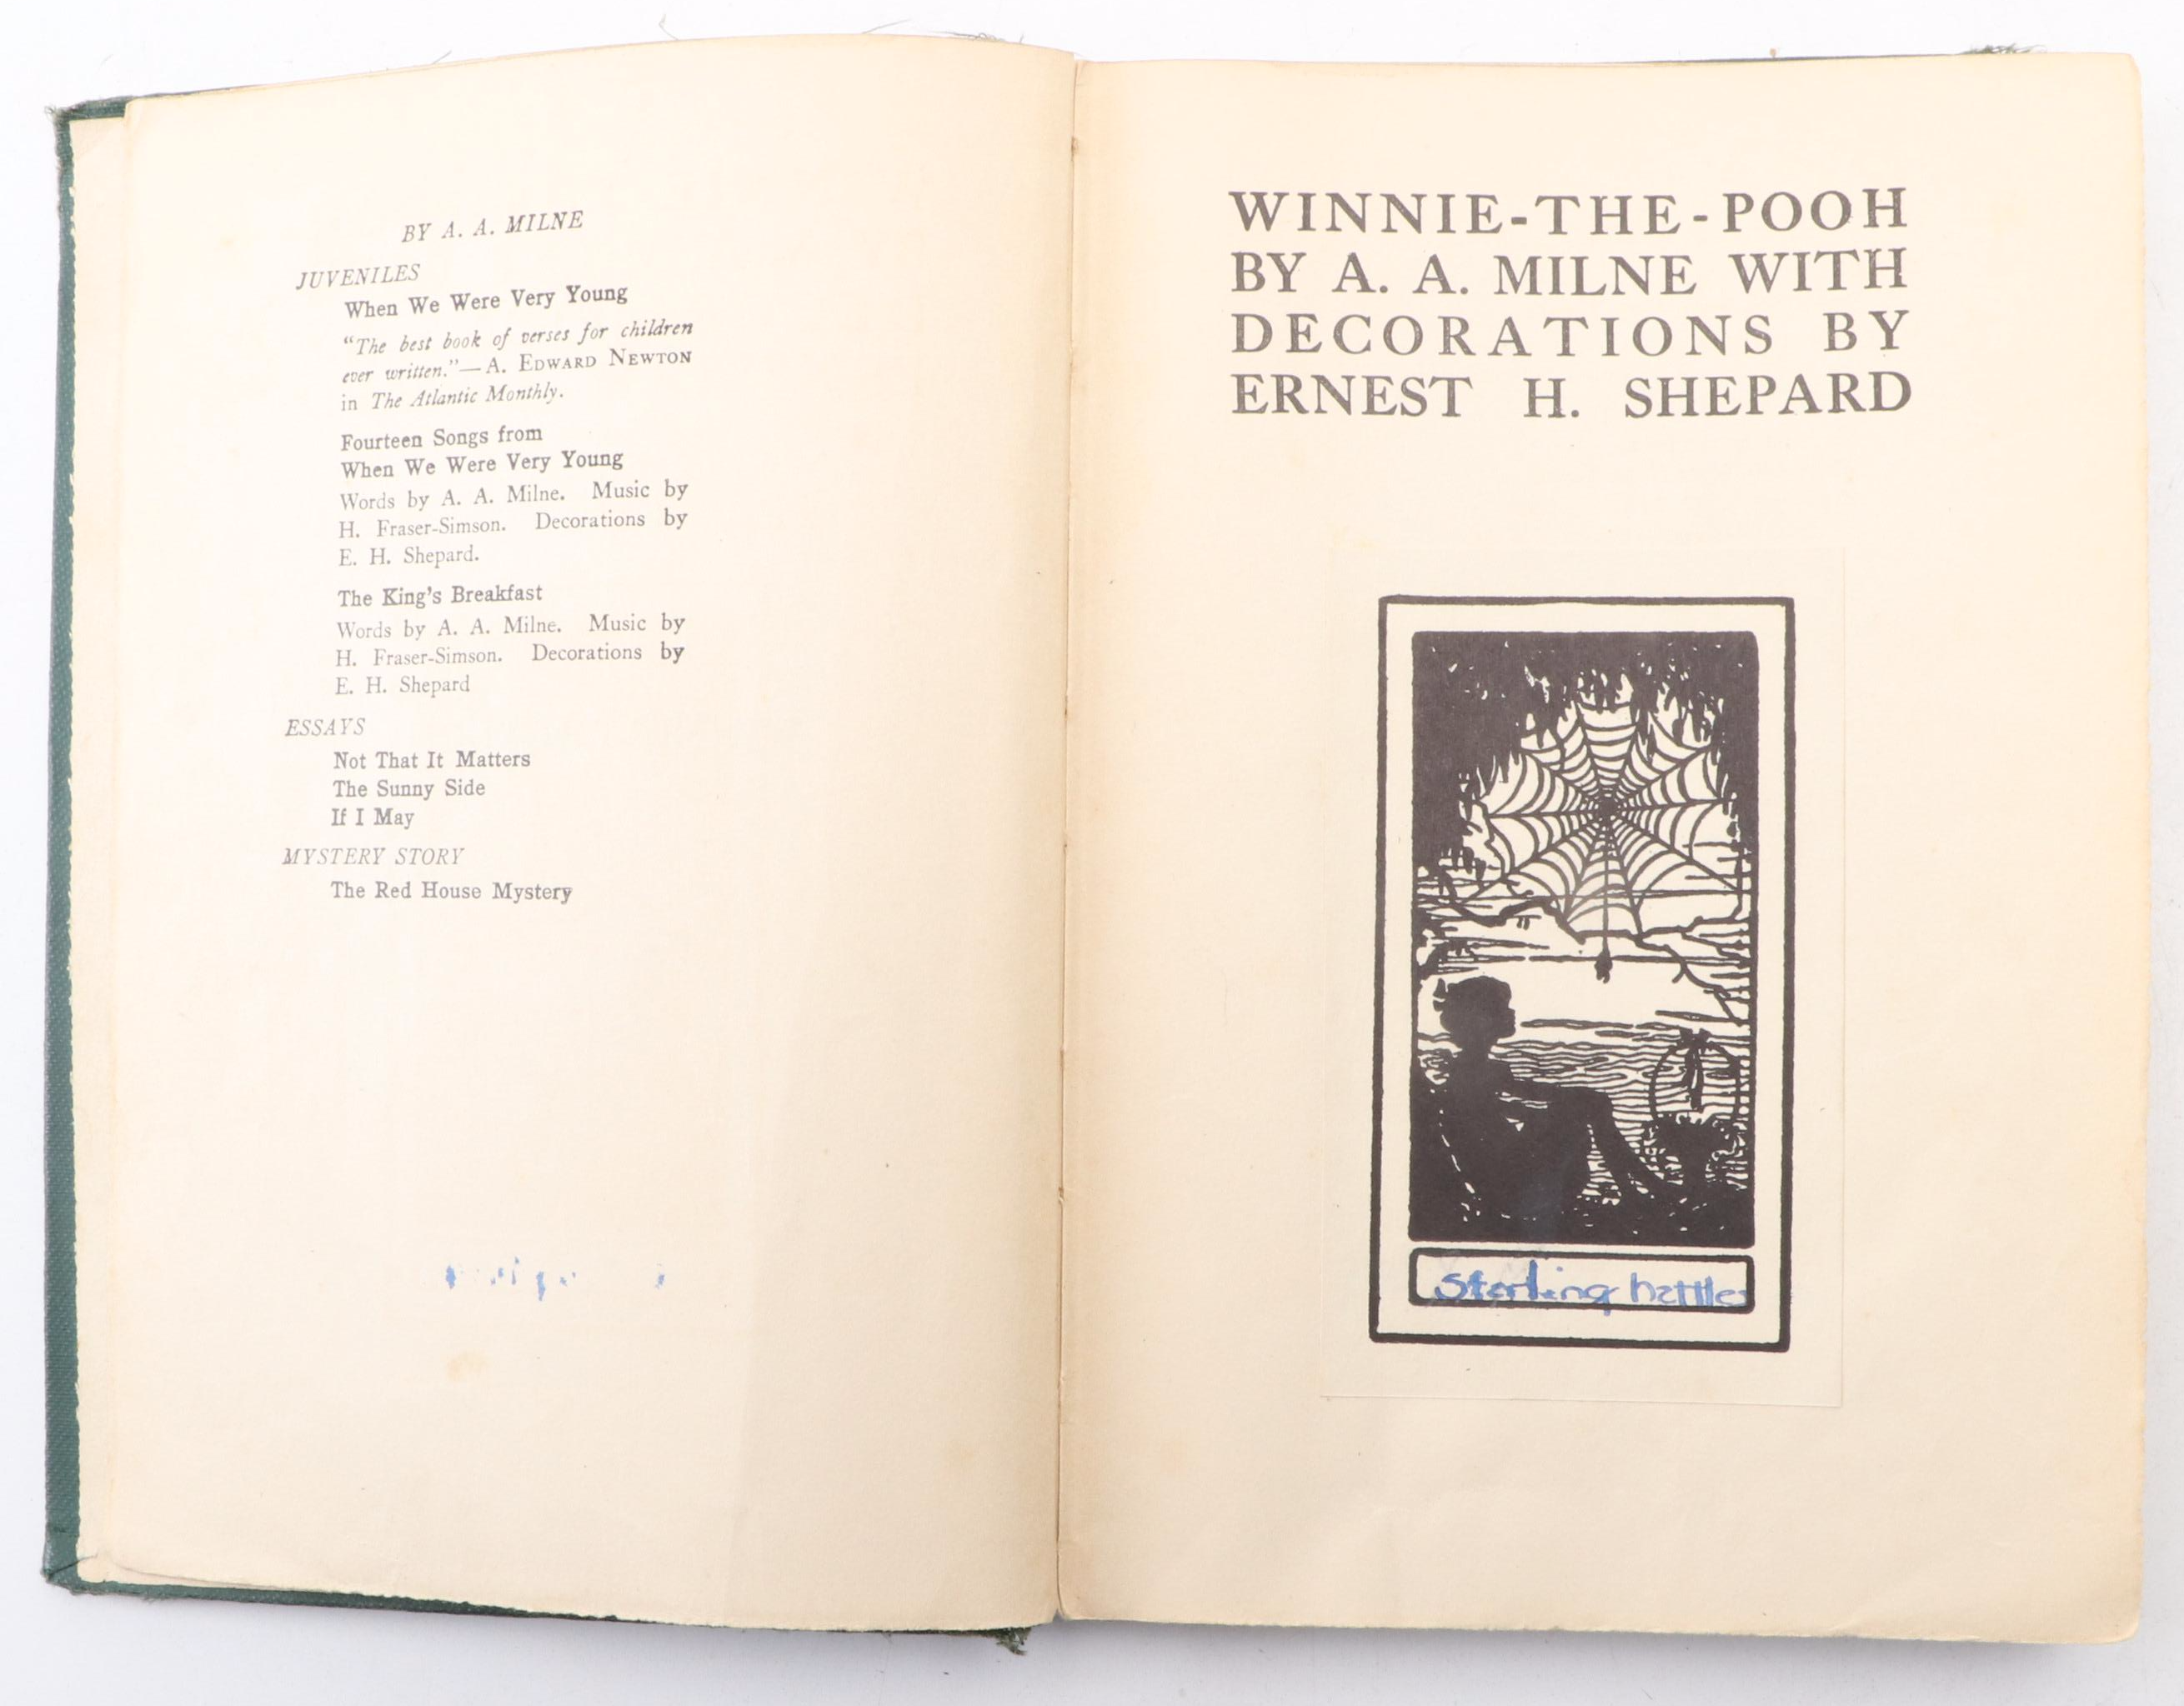 BY A. A. MILNE
JUVENILES
When We Were Very Young
"The best book of verses for children
ever written."—A. EDWARD NEWTON
in The Atlantic Monthly.
Fourteen Songs from
When We Were Very Young
Words by A. A. Milne. Music by
H. Fraser-Simson. Decorations by
E. H. Shepard.
The King's Breakfast
Words by A. A. Milne. Music by
H. Fraser-Simson. Decorations by
E. H. Shepard
ESSAYS
Not That It Matters
The Sunny Side
If I May
MYSTERY STORY
The Red House Mystery
WINNIE-THE-POOH
BY A. A. MILNE WITH
DECORATIONS BY
ERNEST H. SHEPARD
Sterling